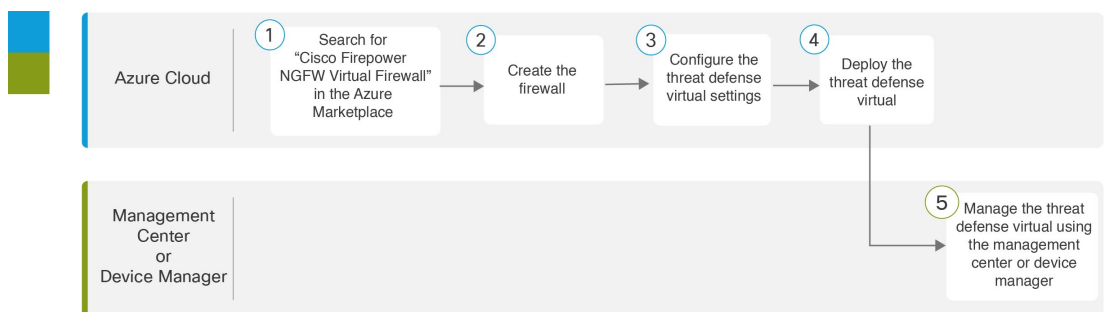 Azure Cloud
1
Search for
“Cisco Firepower
NGFW Virtual Firewall”
in the Azure
Marketplace
2
Create the
firewall
3
Configure the
threat defense
virtual settings
4
Deploy the
threat defense
virtual
Management
Center
or
Device Manager
5
Manage the threat
defense virtual using
the management
center or device
manager